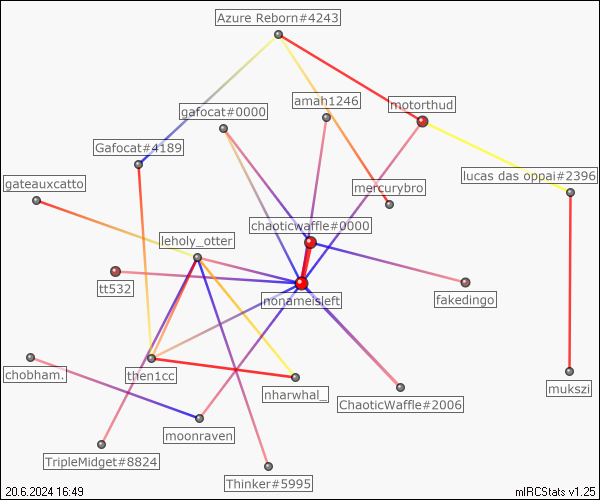 Azure Reborn#4243
amah1246
motorthud
gafocat#0000
Gafocat#4189
lucas das oppai#2396
gateauxcatto
mercurybro
chaoticwaffle#0000
leholy_otter
tt532
nonameisleft
fakedingo
chobham.
then1cc
nharwhal_
mukszi
ChaoticWaffle#2006
moonraven
TripleMidget#8824
Thinker#5995
20.6.2024 16:49
mIRCStats v1.25